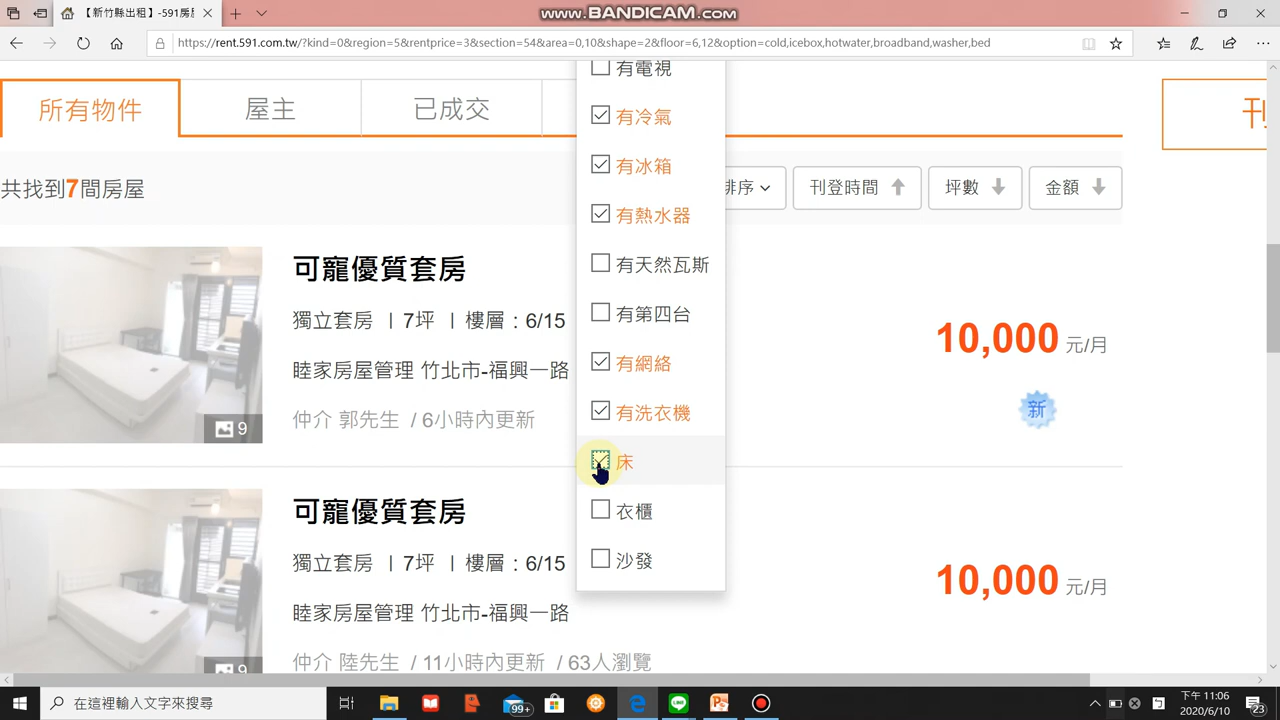 【新竹縣出租】-591房
www.BANDICAM.com
https://rent.591.com.tw/?kind=0&region=5&rentprice=3&section=54&area=0,10&shape=2&floor=6,12&option=cold,icebox,hotwater,broadband,washer,bed
所有物件
屋主
已成交
刊
共找到7間房屋
排序
刊登時間
坪數
金額
有電視
有冷氣
有冰箱
有熱水器
有天然瓦斯
有第四台
有網絡
有洗衣機
床
衣櫃
沙發
可寵優質套房
獨立套房 | 7坪 | 樓層：6/15
睦家房屋管理 竹北市-福興一路
仲介 郭先生 / 6小時內更新
9
10,000 元/月
新
可寵優質套房
獨立套房 | 7坪 | 樓層：6/15
睦家房屋管理 竹北市-福興一路
仲介 陸先生 / 11小時內更新 / 63人瀏覽
9
10,000 元/月
在這裡輸入文字來搜尋
99+
下午 11:06
2020/6/10
23